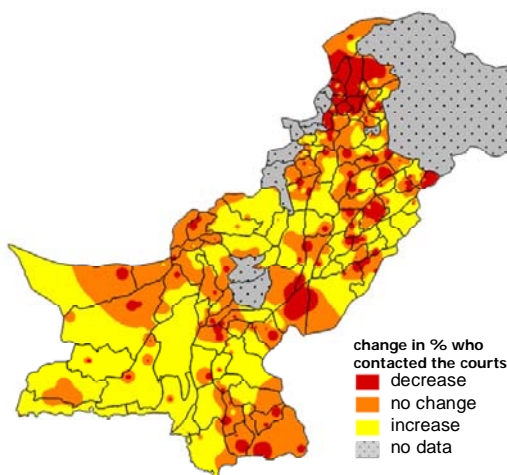 change in % who
contacted the courts
decrease
no change
increase
no data